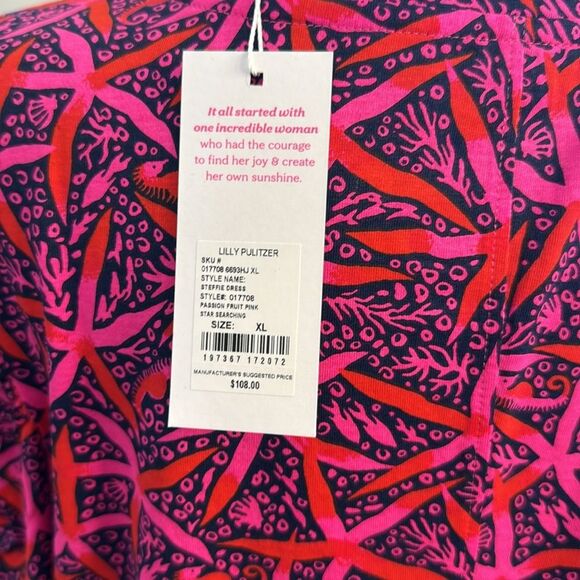 It all started with
one incredible woman
who had the courage
to find her joy & create
her own sunshine.
LILLY PULITZER
SKU #
017708 6693HJ XL
STYLE NAME:
STEFFIE DRESS
STYLE#: 017708
PASSION FRUIT PINK
STAR SEARCHING
SIZE: XL
197367 172072
MANUFACTURER'S SUGGESTED PRICE
$108.00